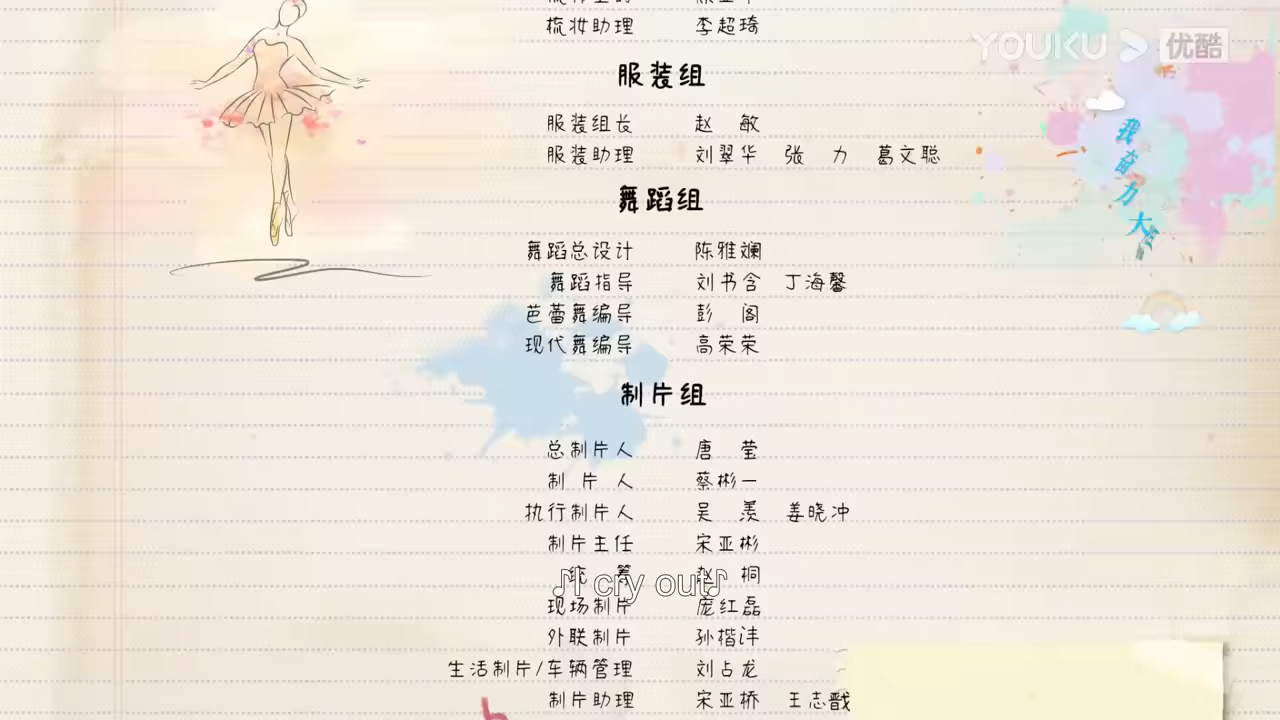 梳妆助理 李超琦
YOUKU 优酷
服装组
服装组长 赵 敏
服装助理 刘翠华 张 力 葛文聪
我奋力大
舞蹈组
舞蹈总设计 陈雅斓
舞蹈指导 刘书含 丁海馨
芭蕾舞编导 彭 阁
现代舞编导 高荣荣
制片组
总制片人 唐 莹
制 片 人 蔡彬一
执行制片人 吴 羡 姜晓冲
制片主任 宋亚彬
统 筹 赵 桐
♪I cry out♪
现场制片 庞红磊
外联制片 孙楷沣
生活制片/车辆管理 刘占龙
制片助理 宋亚桥 王志戬